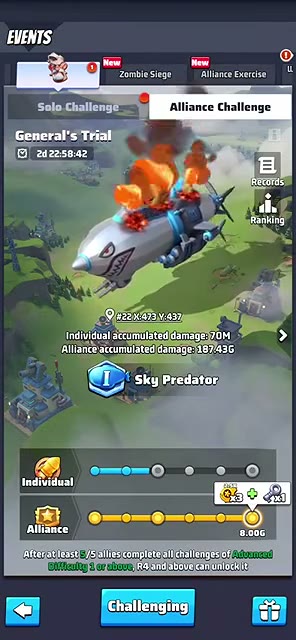 EVENTS
New
New
Zombie Siege
Alliance Exercise
Solo Challenge
Alliance Challenge
General's Trial
2d 22:58:42
Records
Ranking
#22 X:473 Y:437
Individual accumulated damage: 70M
Alliance accumulated damage: 187.43G
I Sky Predator
Individual
x3 + x1
Alliance
8.00G
After at least 5/5 allies complete all challenges of Advanced
Difficulty 1 or above, R4 and above can unlock it
Challenging